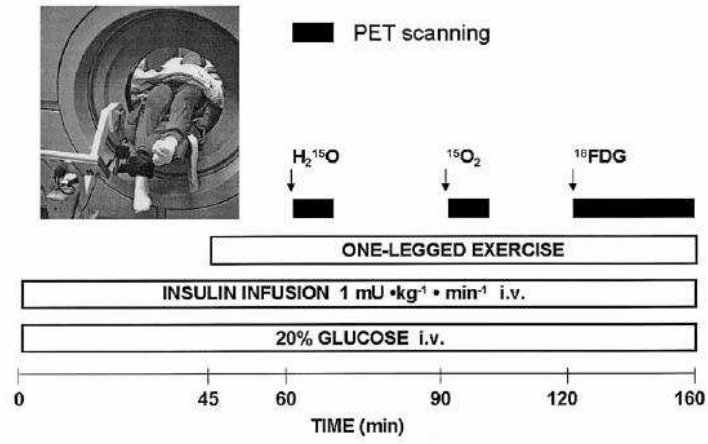 PET scanning
H₂¹⁵O ¹⁵O₂ ¹⁸FDG
ONE-LEGGED EXERCISE
INSULIN INFUSION 1 mU •kg⁻¹ • min⁻¹ i.v.
20% GLUCOSE i.v.
0 45 60 90 120 160
TIME (min)